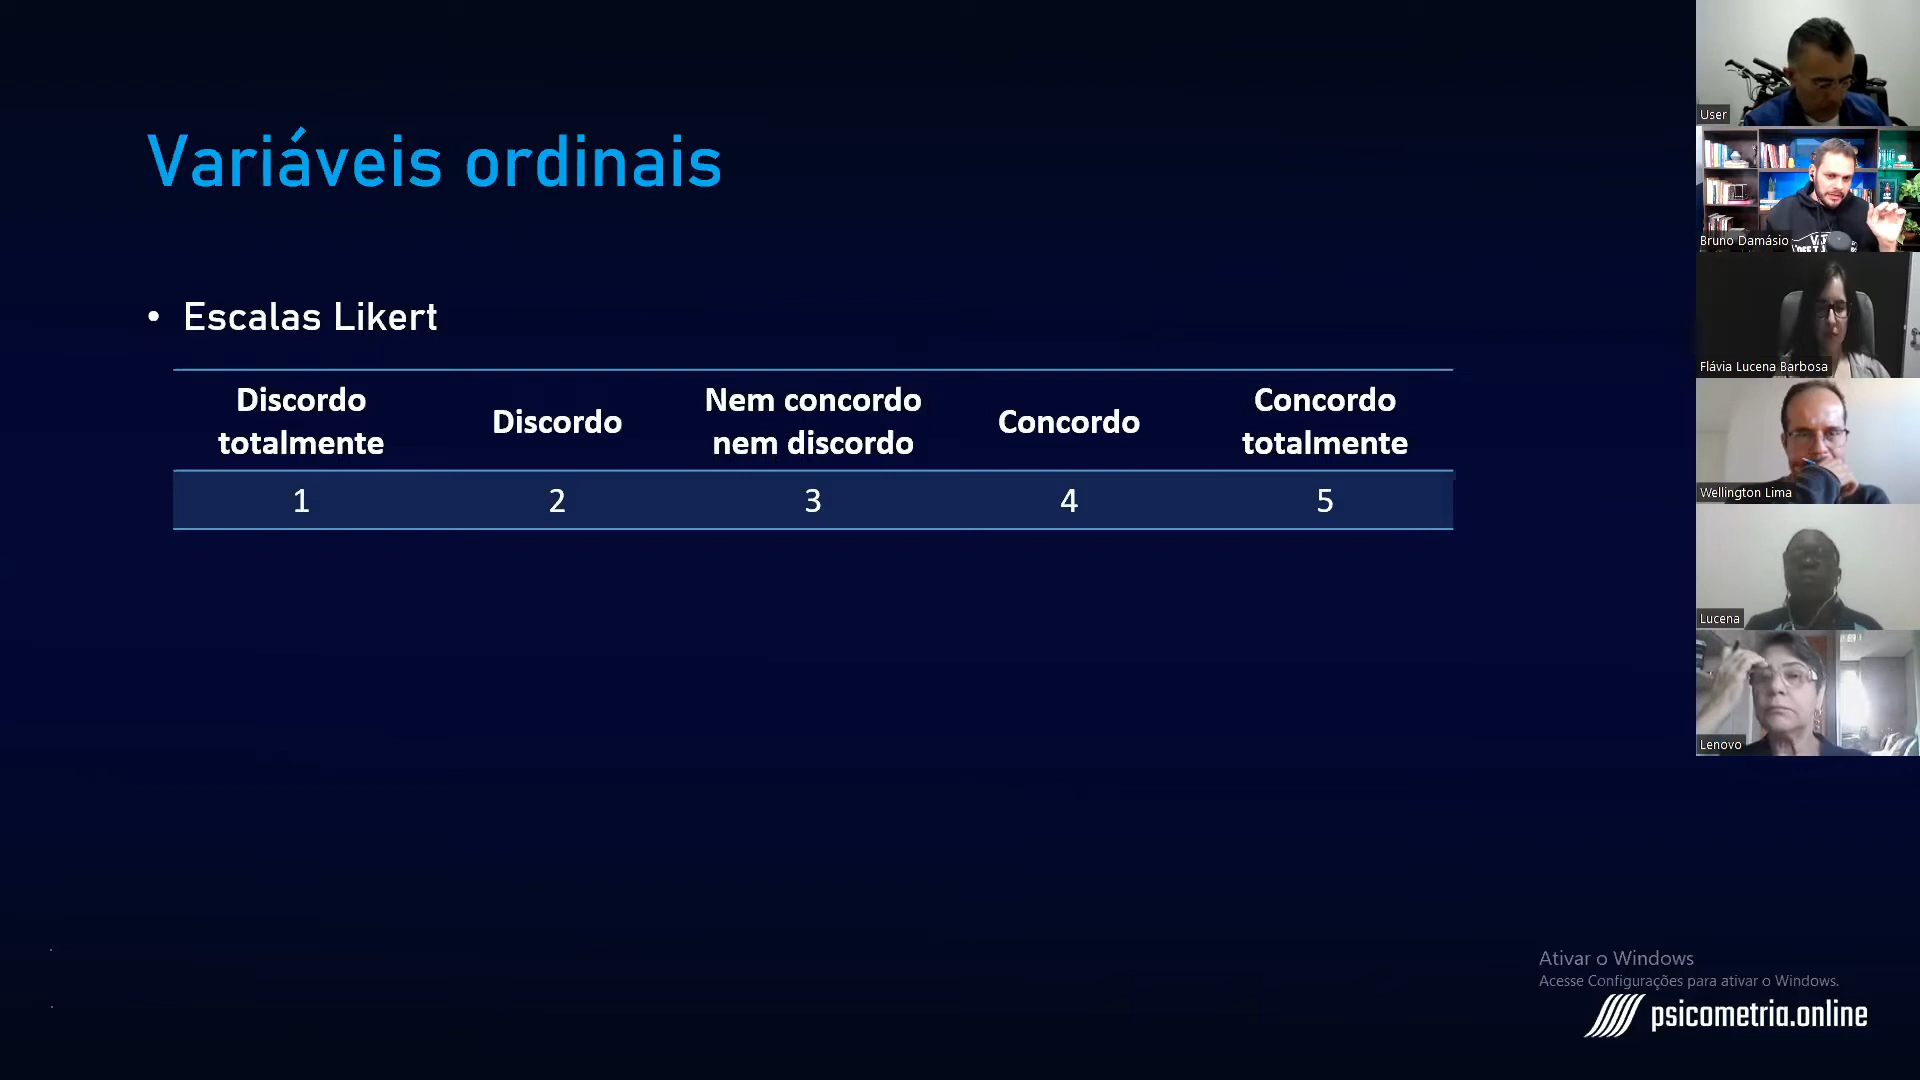 Variáveis ordinais
• Escalas Likert
Discordo totalmente
Discordo
Nem concordo nem discordo
Concordo
Concordo totalmente
1 2 3 4 5
User
Bruno Damásio
Flávia Lucena Barbosa
Wellington Lima
Lucena
Lenovo
Ativar o Windows
Acesse Configurações para ativar o Windows.
psicometria.online